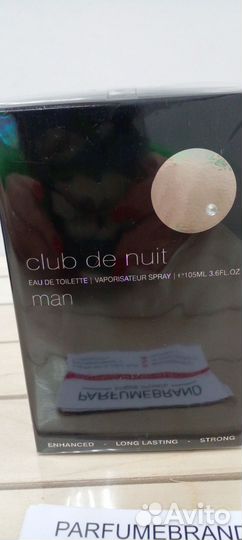 club de nuit
EAU DE TOILETTE | VAPORISATEUR SPRAY | ℮105ML 3.6FL.OZ
man
PARFUMEBRAND
ENHANCED - LONG LASTING - STRONG
Avito
PARFUMEBRAND